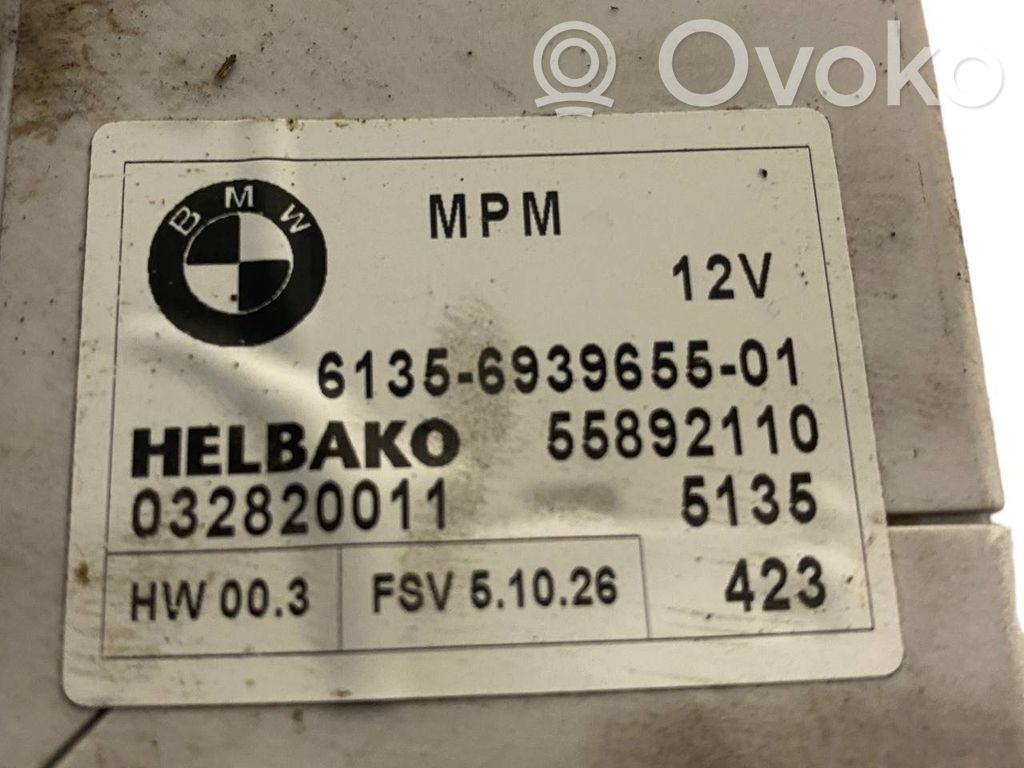 Ovoko
BMW
MPM
12V
6135-6939655-01
HELBAKO 55892110
032820011 5135
HW 00.3 FSV 5.10.26 423